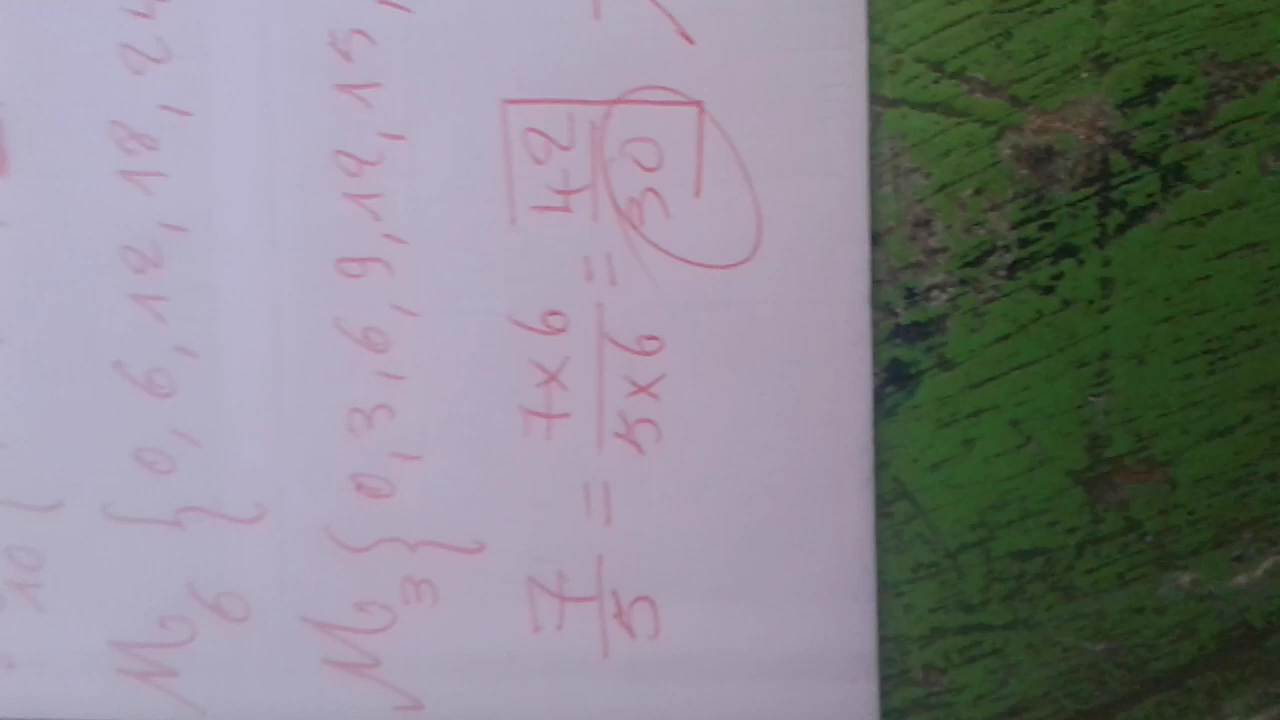 10 {
M6 { 0, 6, 12, 18, 24
M3 { 0, 3, 6, 9, 12, 15,
7/5 = 7×6/5×6 = 42/30